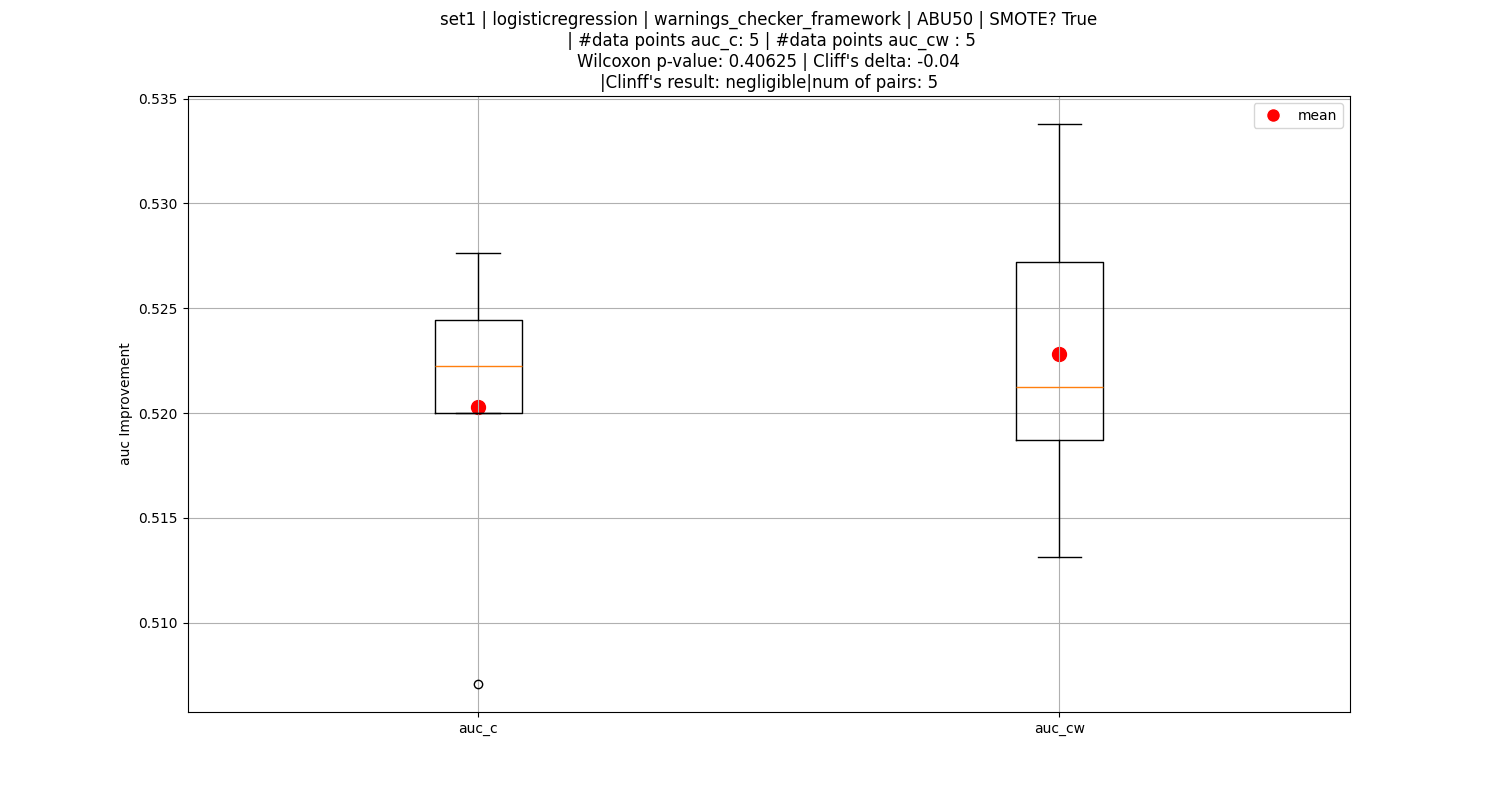 set1 | logisticregression | warnings_checker_framework | ABU50 | SMOTE? True
| #data points auc_c: 5 | #data points auc_cw : 5
Wilcoxon p-value: 0.40625 | Cliff's delta: -0.04
|Clinff's result: negligible|num of pairs: 5
mean
0.535
0.530
0.525
0.520
0.515
0.510
auc Improvement
auc_c
auc_cw